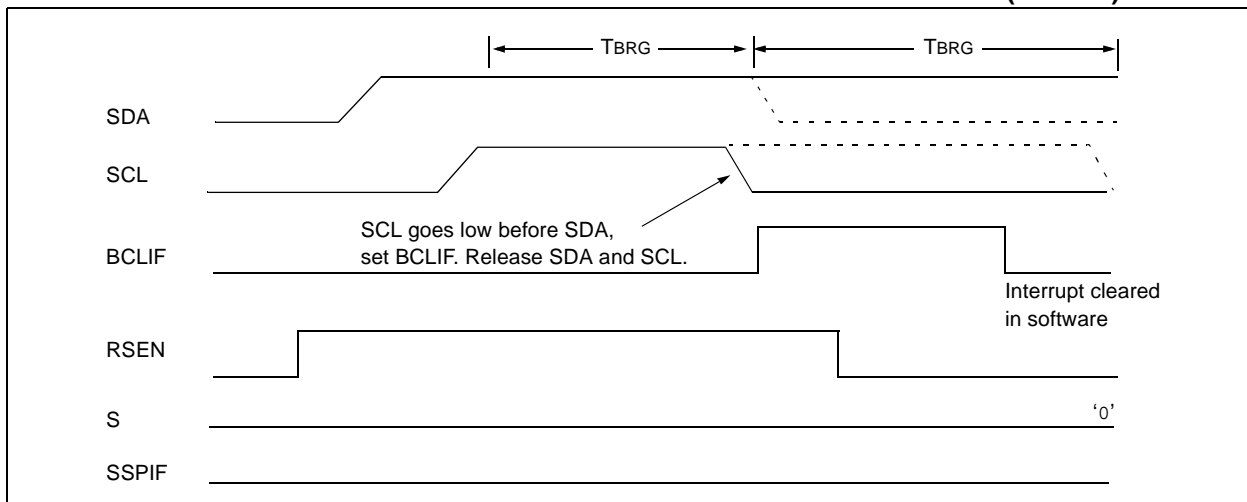 TBRG TBRG
SDA
SCL
SCL goes low before SDA,
set BCLIF. Release SDA and SCL.
BCLIF
Interrupt cleared
in software
RSEN
S
‘0’
SSPIF